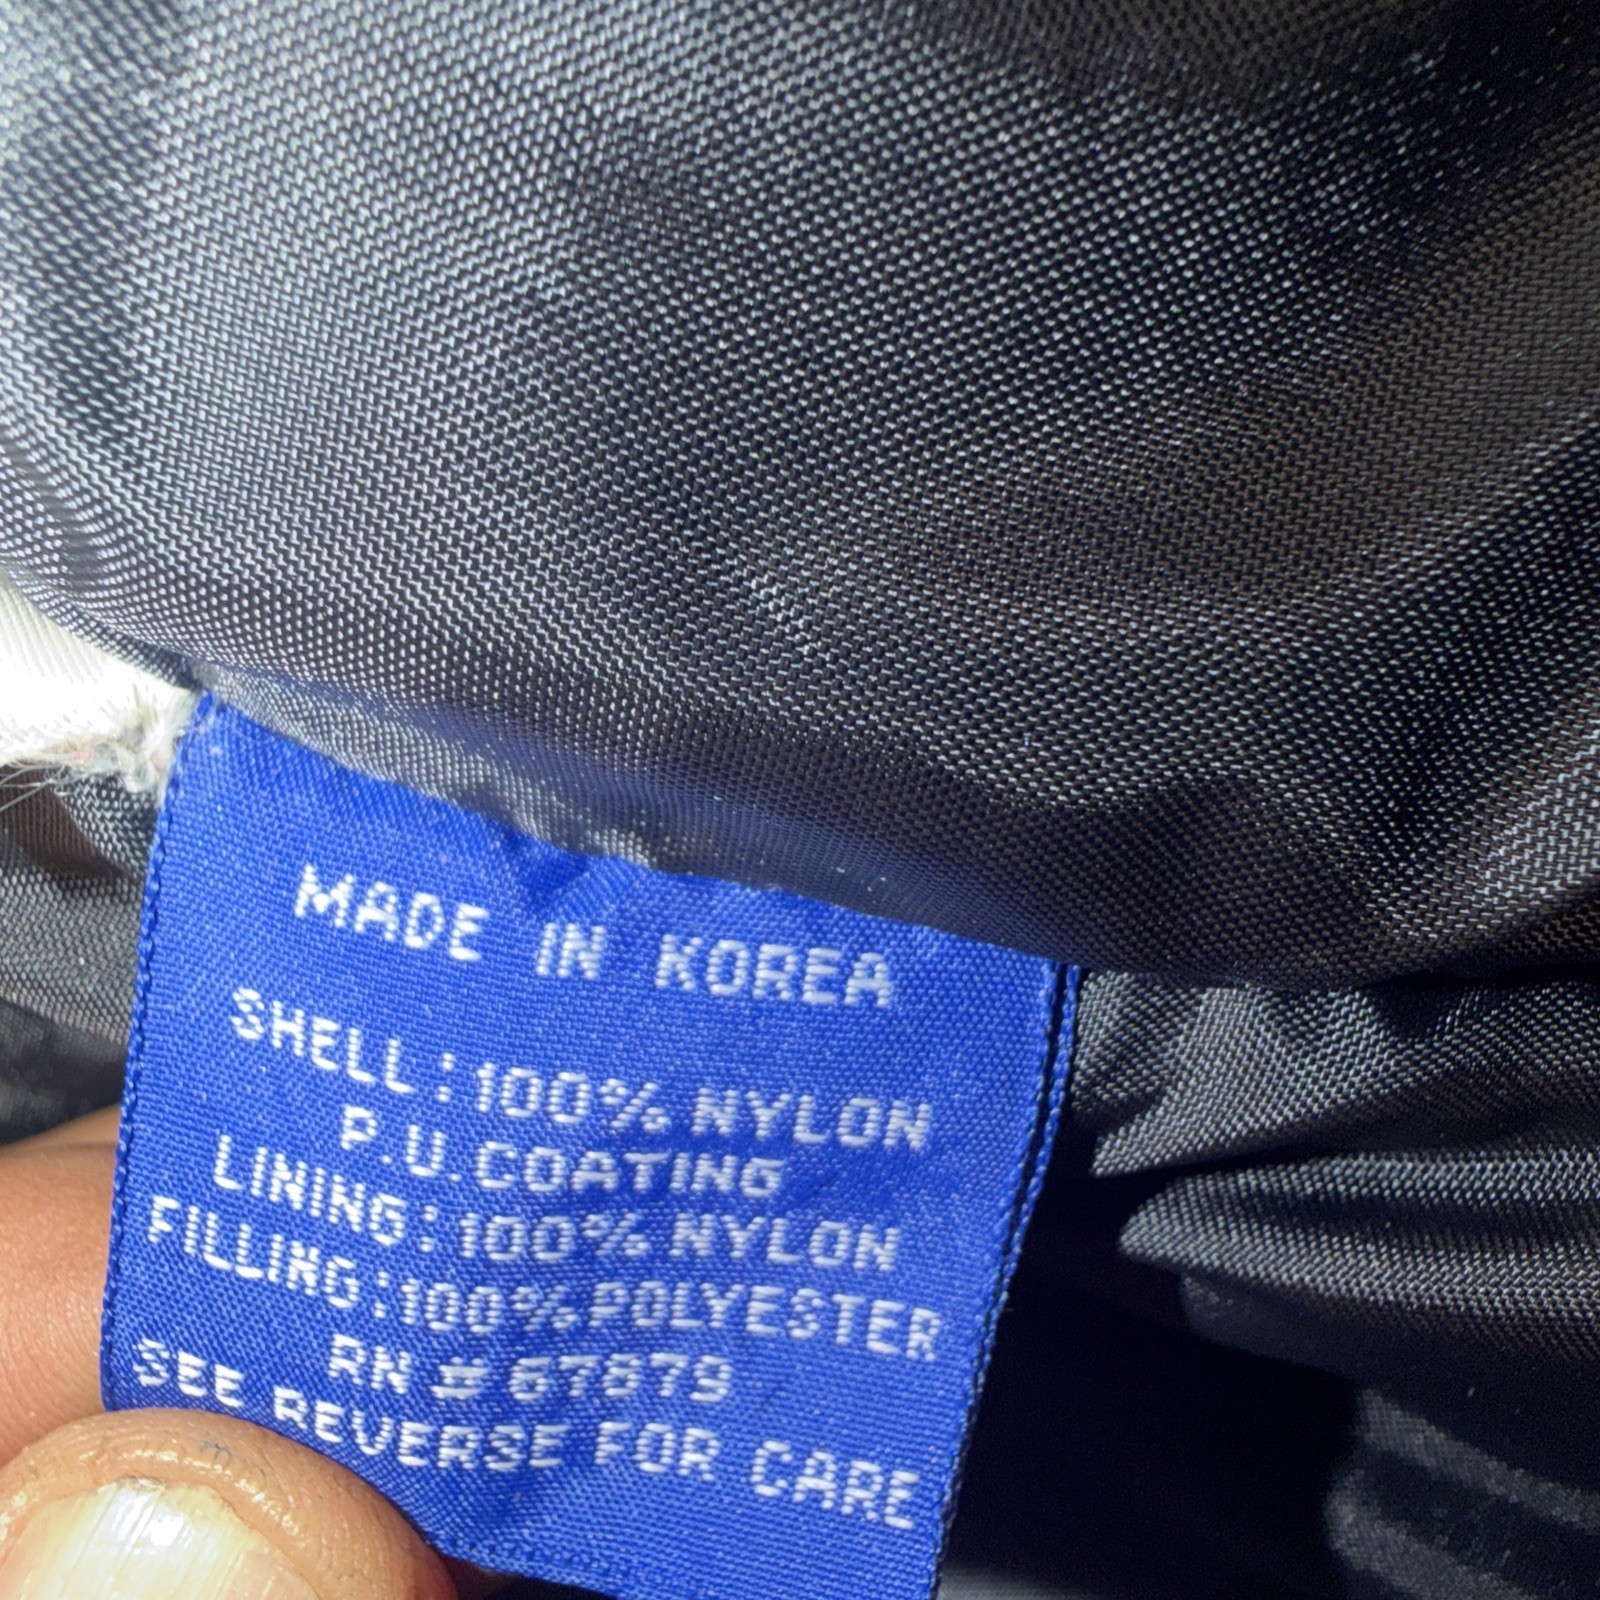 MADE IN KOREA
SHELL:100% NYLON
P.U.COATING
LINING:100% NYLON
FILLING:100% POLYESTER
RN # 67879
SEE REVERSE FOR CARE